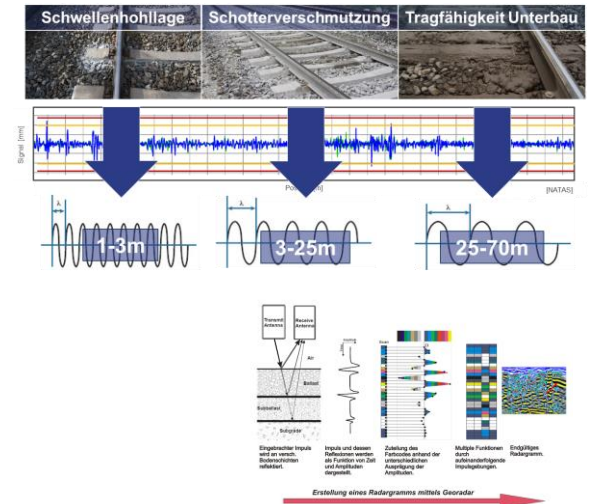 Schwellenhohllage Schotterverschmutzung Tragfähigkeit Unterbau
Signal [mm]
[NATAS]
λ λ λ
1-3m 3-25m 25-70m
Transmit
Antenna
Receive
Antenna
Air
Ballast
Subballast
Subgrade
Eingebrachter Impuls
wird an versch.
Bodenschichten
reflektiert.
Impuls und dessen
Reflexionen werden
als Funktion von Zeit
und Amplituden
dargestellt.
Zuteilung des
Farbcodes anhand der
unterschiedlichen
Ausprägung der
Amplituden.
Multiple Funktionen
durch
aufeinanderfolgende
Impulsgebungen.
Endgültiges
Radargramm.
Erstellung eines Radargramms mittels Georadar